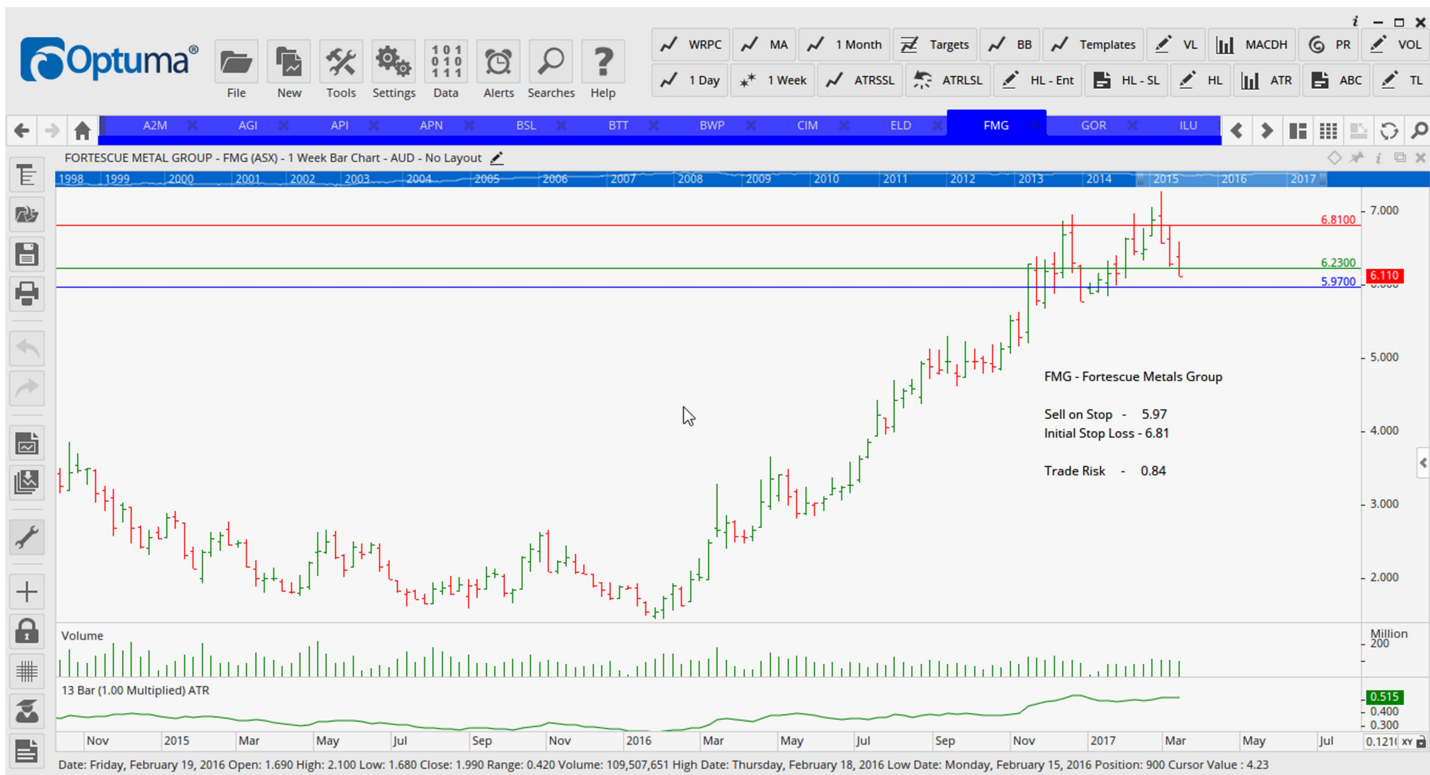 i
Optuma®
File New Tools Settings Data Alerts Searches Help
WRPC MA 1 Month Targets BB Templates VL MACDH PR VOL
1 Day 1 Week ATRSSL ATRLSL HL - Ent HL - SL HL ATR ABC TL
A2M AGI API APN BSL BTT BWP CIM ELD FMG GOR ILU
FORTESCUE METAL GROUP - FMG (ASX) - 1 Week Bar Chart - AUD - No Layout
1998 1999 2000 2001 2002 2003 2004 2005 2006 2007 2008 2009 2010 2011 2012 2013 2014 2015 2016 2017
7.000
6.8100
6.2300
6.110
5.9700
5.000
FMG - Fortescue Metals Group
Sell on Stop - 5.97
Initial Stop Loss - 6.81
4.000
Trade Risk - 0.84
3.000
2.000
Volume
Million
200
13 Bar (1.00 Multiplied) ATR
0.515
0.400
0.300
Nov 2015 Mar May Jul Sep Nov 2016 Mar May Jul Sep Nov 2017 Mar May Jul XY
Date: Friday, February 19, 2016 Open: 1.690 High: 2.100 Low: 1.680 Close: 1.990 Range: 0.420 Volume: 109,507,651 High Date: Thursday, February 18, 2016 Low Date: Monday, February 15, 2016 Position: 900 Cursor Value : 4.23